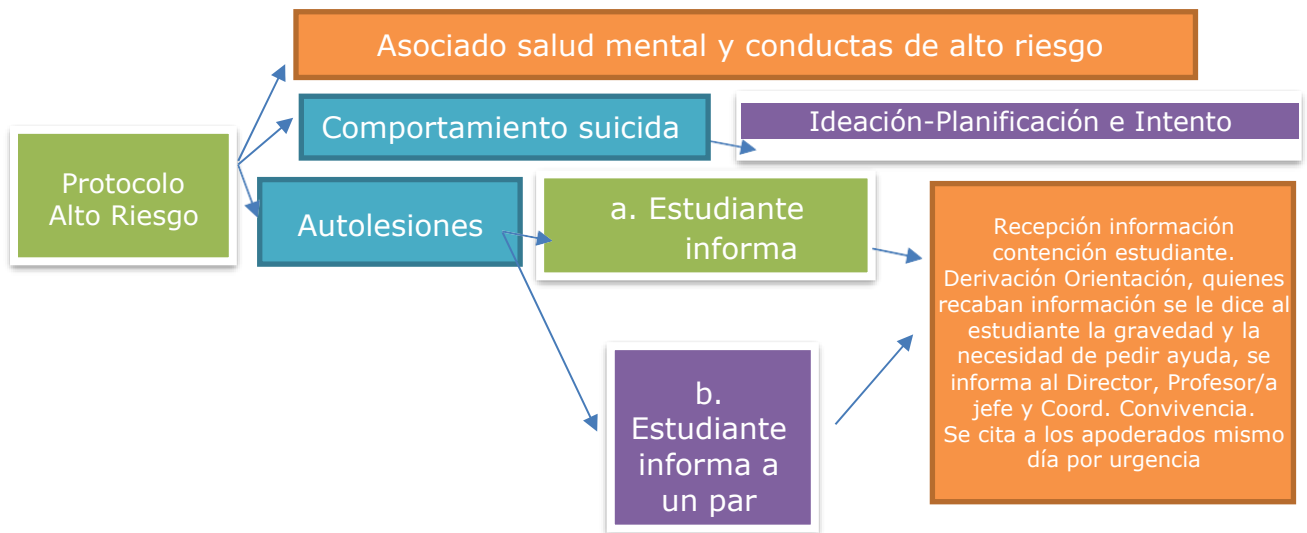 Asociado salud mental y conductas de alto riesgo
Comportamiento suicida
Ideación-Planificación e Intento
Protocolo
Alto Riesgo
Autolesiones
a. Estudiante
informa
b.
Estudiante
informa a
un par
Recepción información
contención estudiante.
Derivación Orientación, quienes
recaban información se le dice al
estudiante la gravedad y la
necesidad de pedir ayuda, se
informa al Director, Profesor/a
jefe y Coord. Convivencia.
Se cita a los apoderados mismo
día por urgencia